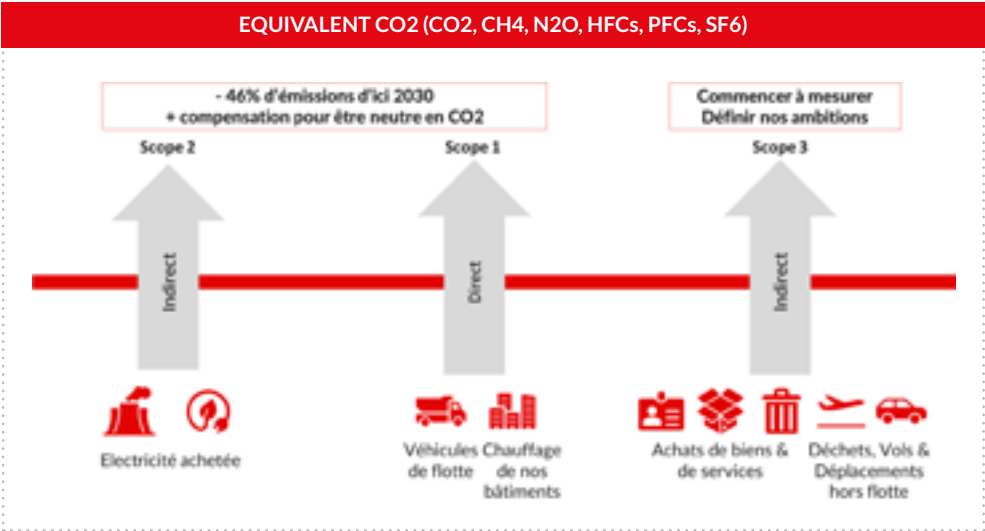 EQUIVALENT CO2 (CO2, CH4, N2O, HFCs, PFCs, SF6)
- 46% d'émissions d'ici 2030
+ compensation pour être neutre en CO2
Commencer à mesurer
Définir nos ambitions
Scope 2
Scope 1
Scope 3
Indirect
Direct
Indirect
Electricité achetée
Véhicules
de flotte
Chauffage
de nos
bâtiments
Achats de biens &
de services
Déchets, Vols &
Déplacements
hors flotte